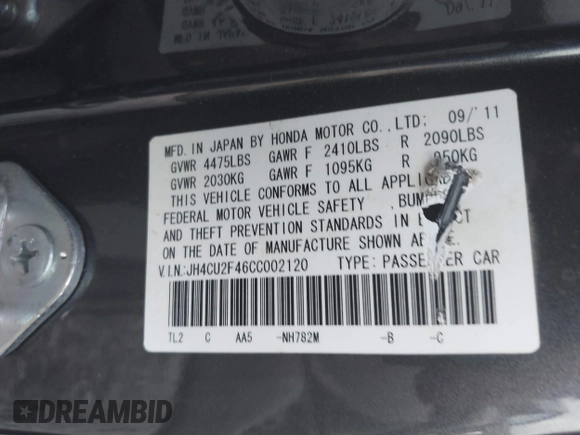 MFD. IN JAPAN BY HONDA MOTOR CO.,LTD: 09/'11
GVWR 4475LBS GAWR F 2410LBS R 2090LBS
GVWR 2030KG GAWR F 1095KG R 950KG
THIS VEHICLE CONFORMS TO ALL
FEDERAL MOTOR VEHICLE SAFETY
AND THEFT PREVENTION STANDARDS IN
ON THE DATE OF MANUFACTURE SHOWN
V.I.N:JH4CU2F46CC002120 TYPE: PASSENGER CAR
TL2 C AA5 -NH782M -B -C
DREAMBID